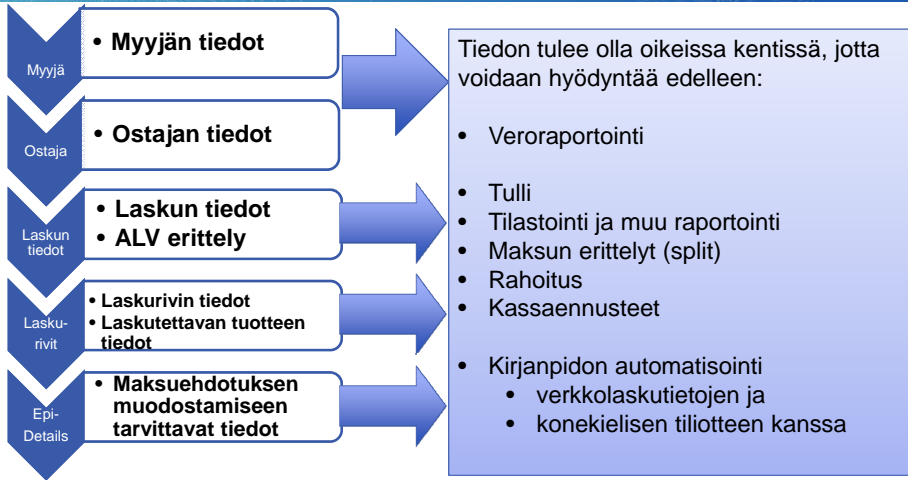 Myyjä
• Myyjän tiedot
Ostaja
• Ostajan tiedot
Laskun
tiedot
• Laskun tiedot
• ALV erittely
Lasku-
rivit
• Laskurivin tiedot
• Laskutettavan tuotteen
tiedot
Epi-
Details
• Maksuehdotuksen
muodostamiseen
tarvittavat tiedot
Tiedon tulee olla oikeissa kentissä, jotta
voidaan hyödyntää edelleen:
• Veroraportointi
• Tulli
• Tilastointi ja muu raportointi
• Maksun erittelyt (split)
• Rahoitus
• Kassaennusteet
• Kirjanpidon automatisointi
• verkkolaskutietojen ja
• konekielisen tiliotteen kanssa